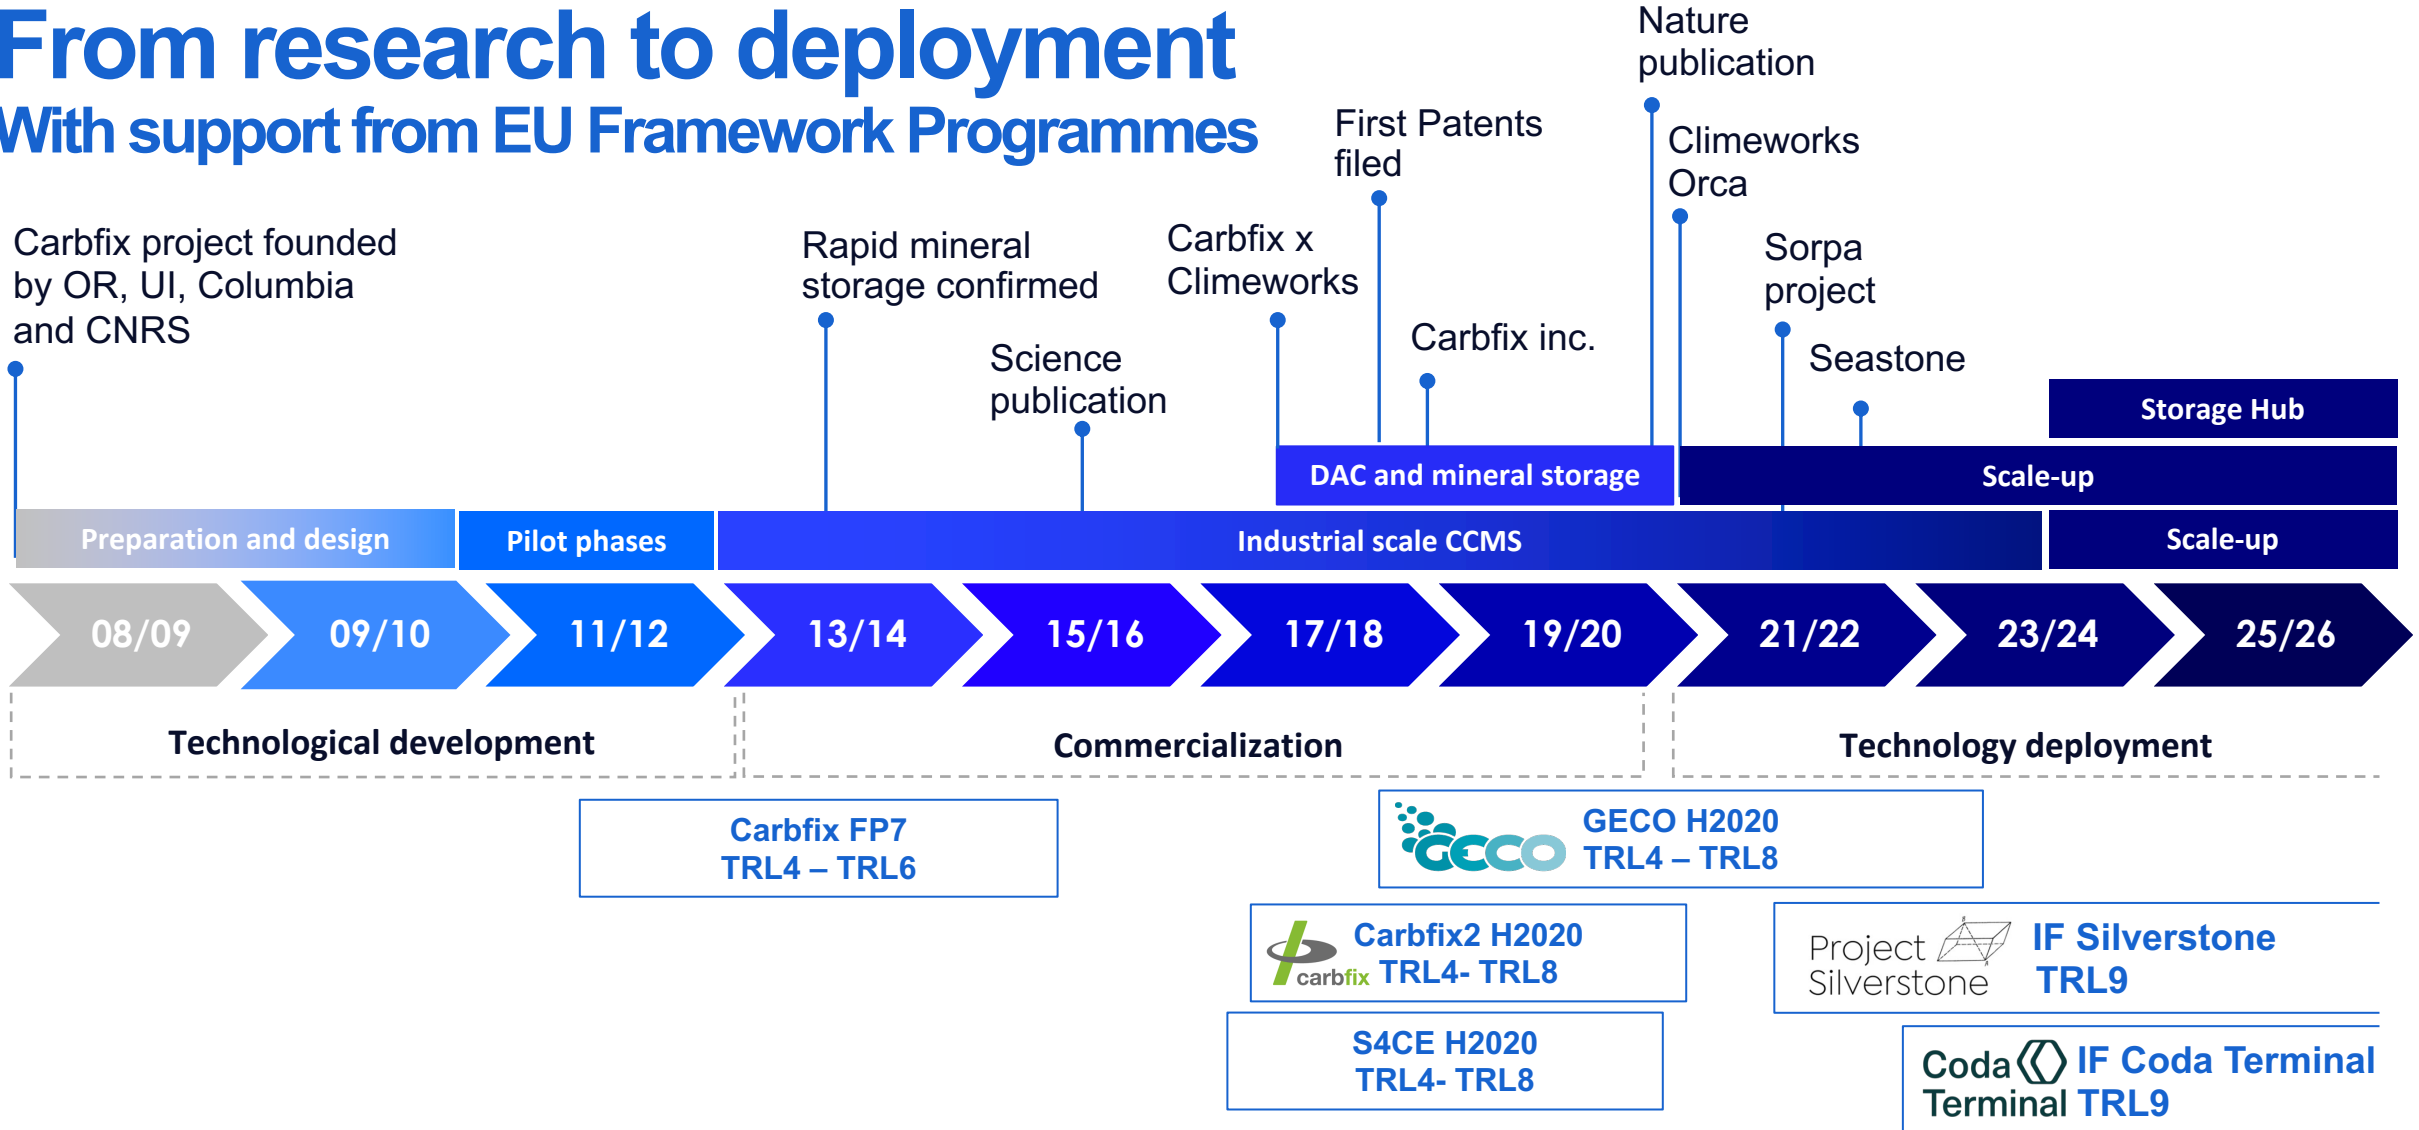 From research to deployment
With support from EU Framework Programmes
Carbfix project founded
by OR, UI, Columbia
and CNRS
Rapid mineral
storage confirmed
Science
publication
Carbfix x
Climeworks
First Patents
filed
Carbfix inc.
Nature
publication
Climeworks
Orca
Sorpa
project
Seastone
Storage Hub
DAC and mineral storage
Scale-up
Preparation and design
Pilot phases
Industrial scale CCMS
Scale-up
08/09
09/10
11/12
13/14
15/16
17/18
19/20
21/22
23/24
25/26
Technological development
Commercialization
Technology deployment
Carbfix FP7
TRL4 – TRL6
GECO
GECO H2020
TRL4 – TRL8
carbfix
Carbfix2 H2020
TRL4- TRL8
Project
Silverstone
IF Silverstone
TRL9
S4CE H2020
TRL4- TRL8
Coda
Terminal
IF Coda Terminal
TRL9